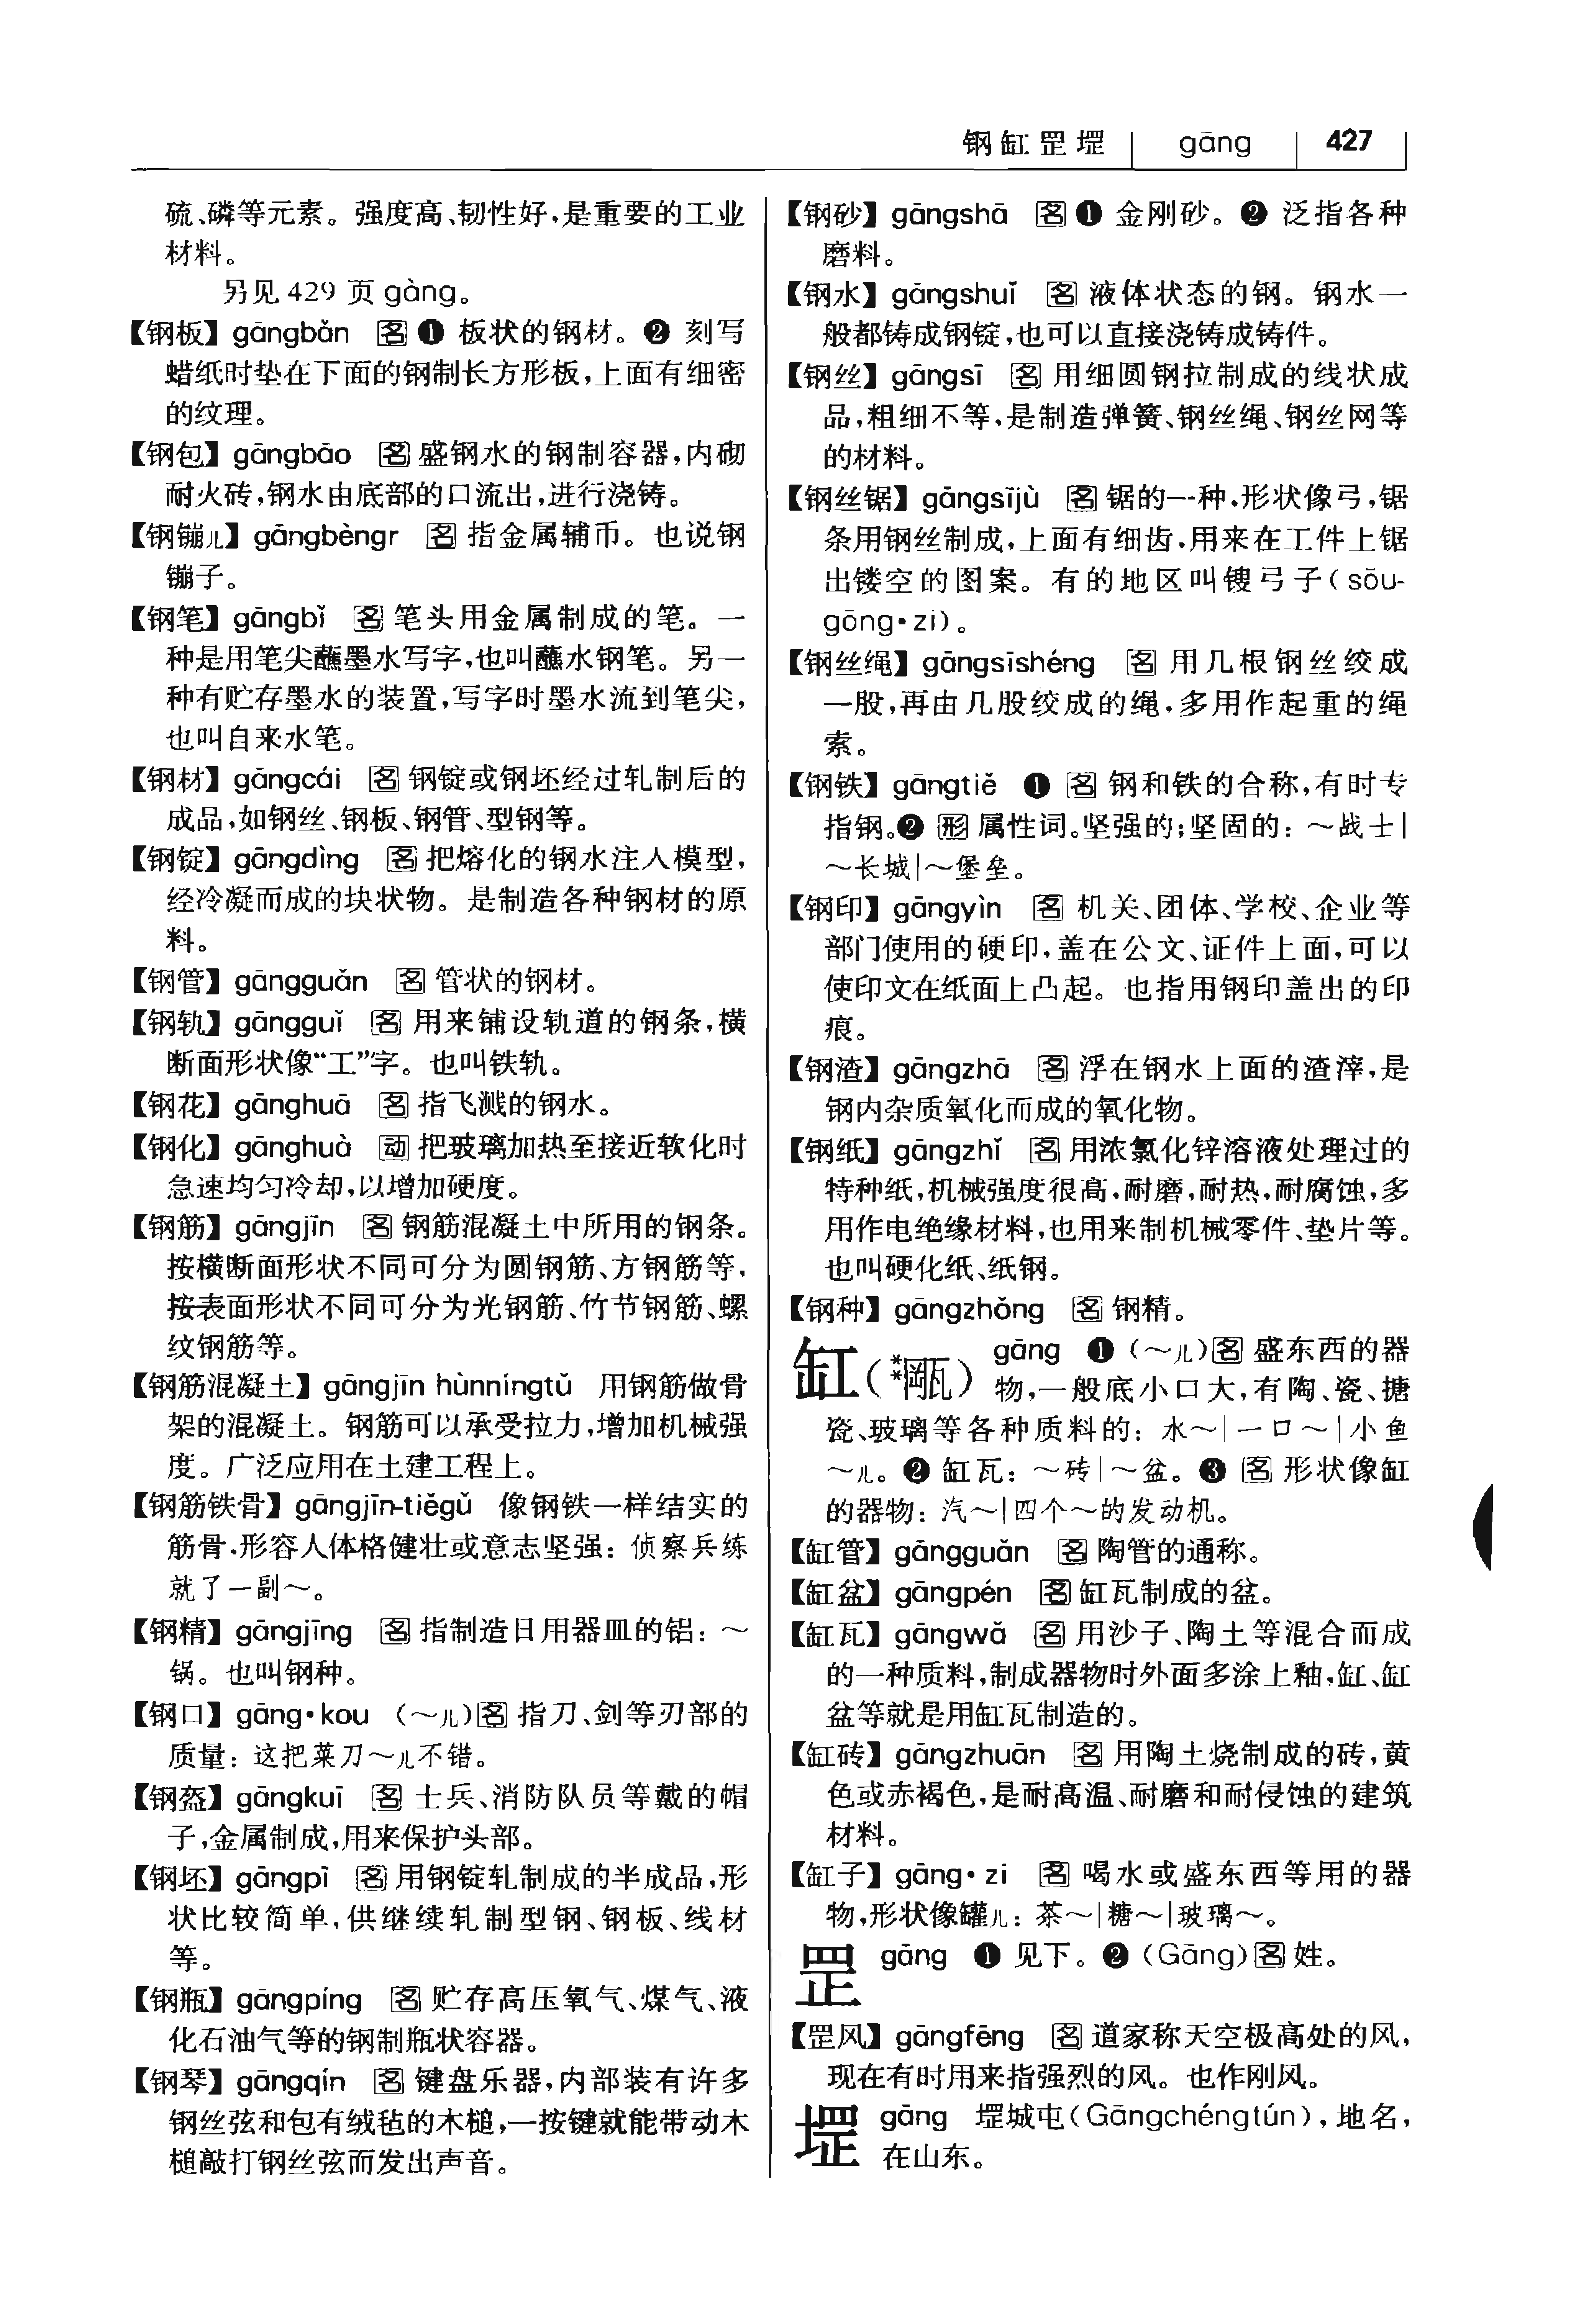 钢缸罡堽 gāng 427
硫、磷等元素。强度高、韧性好,是重要的工业
材料。
另见 429 页 gàng。
【钢板】gāngbǎn 名 ❶ 板状的钢材。❷ 刻写
蜡纸时垫在下面的钢制长方形板,上面有细密
的纹理。
【钢包】gāngbāo 名 盛钢水的钢制容器,内砌
耐火砖,钢水由底部的口流出,进行浇铸。
【钢镚儿】gāngbèngr 名 指金属辅币。也说钢
镚子。
【钢笔】gāngbǐ 名 笔头用金属制成的笔。一
种是用笔尖蘸墨水写字,也叫蘸水钢笔。另一
种有贮存墨水的装置,写字时墨水流到笔尖,
也叫自来水笔。
【钢材】gāngcái 名 钢锭或钢坯经过轧制后的
成品,如钢丝、钢板、钢管、型钢等。
【钢锭】gāngdìng 名 把熔化的钢水注入模型,
经冷凝而成的块状物。是制造各种钢材的原
料。
【钢管】gāngguǎn 名 管状的钢材。
【钢轨】gāngguǐ 名 用来铺设轨道的钢条,横
断面形状像“工”字。也叫铁轨。
【钢花】gānghuā 名 指飞溅的钢水。
【钢化】gānghuà 动 把玻璃加热至接近软化时
急速均匀冷却,以增加硬度。
【钢筋】gāngjīn 名 钢筋混凝土中所用的钢条。
按横断面形状不同可分为圆钢筋、方钢筋等,
按表面形状不同可分为光钢筋、竹节钢筋、螺
纹钢筋等。
【钢筋混凝土】gāngjīn hùnníngtǔ 用钢筋做骨
架的混凝土。钢筋可以承受拉力,增加机械强
度。广泛应用在土建工程上。
【钢筋铁骨】gāngjīn-tiěgǔ 像钢铁一样结实的
筋骨,形容人体格健壮或意志坚强:侦察兵练
就了一副～。
【钢精】gāngjīng 名 指制造日用器皿的铝:～
锅。也叫钢种。
【钢口】gāng•kou (～儿)名 指刀、剑等刃部的
质量:这把菜刀～儿不错。
【钢盔】gāngkuī 名 士兵、消防队员等戴的帽
子,金属制成,用来保护头部。
【钢坯】gāngpī 名 用钢锭轧制成的半成品,形
状比较简单,供继续轧制型钢、钢板、线材
等。
【钢瓶】gāngpíng 名 贮存高压氧气、煤气、液
化石油气等的钢制瓶状容器。
【钢琴】gāngqín 名 键盘乐器,内部装有许多
钢丝弦和包有绒毡的木槌,一按键就能带动木
槌敲打钢丝弦而发出声音。
【钢砂】gāngshā 名 ❶ 金刚砂。❷ 泛指各种
磨料。
【钢水】gāngshuǐ 名 液体状态的钢。钢水一
般都铸成钢锭,也可以直接浇铸成铸件。
【钢丝】gāngsī 名 用细圆钢拉制成的线状成
品,粗细不等,是制造弹簧、钢丝绳、钢丝网等
的材料。
【钢丝锯】gāngsījù 名 锯的一种,形状像弓,锯
条用钢丝制成,上面有细齿,用来在工件上锯
出镂空的图案。有的地区叫锼弓子(sōu-
gōng•zi)。
【钢丝绳】gāngsīshéng 名 用几根钢丝绞成
一股,再由几股绞成的绳,多用作起重的绳
索。
【钢铁】gāngtiě ❶ 名 钢和铁的合称,有时专
指钢。❷ 形 属性词。坚强的;坚固的:～战士|
～长城|～堡垒。
【钢印】gāngyìn 名 机关、团体、学校、企业等
部门使用的硬印,盖在公文、证件上面,可以
使印文在纸面上凸起。也指用钢印盖出的印
痕。
【钢渣】gāngzhā 名 浮在钢水上面的渣滓,是
钢内杂质氧化而成的氧化物。
【钢纸】gāngzhǐ 名 用浓氯化锌溶液处理过的
特种纸,机械强度很高,耐磨,耐热,耐腐蚀,多
用作电绝缘材料,也用来制机械零件、垫片等。
也叫硬化纸、纸钢。
【钢种】gāngzhǒng 名 钢精。
缸(**㼚) gāng ❶ (～儿)名 盛东西的器
物,一般底小口大,有陶、瓷、搪
瓷、玻璃等各种质料的:水～|一口～|小鱼
～儿。❷ 缸瓦:～砖|～盆。❸ 名 形状像缸
的器物:汽～|四个～的发动机。
【缸管】gāngguǎn 名 陶管的通称。
【缸盆】gāngpén 名 缸瓦制成的盆。
【缸瓦】gāngwǎ 名 用沙子、陶土等混合而成
的一种质料,制成器物时外面多涂上釉,缸、缸
盆等就是用缸瓦制造的。
【缸砖】gāngzhuān 名 用陶土烧制成的砖,黄
色或赤褐色,是耐高温、耐磨和耐侵蚀的建筑
材料。
【缸子】gāng•zi 名 喝水或盛东西等用的器
物,形状像罐儿:茶～|糖～|玻璃～。
罡 gāng ❶ 见下。❷ (Gāng)名 姓。
【罡风】gāngfēng 名 道家称天空极高处的风,
现在有时用来指强烈的风。也作刚风。
堽 gāng 堽城屯(Gāngchéngtún),地名,
在山东。